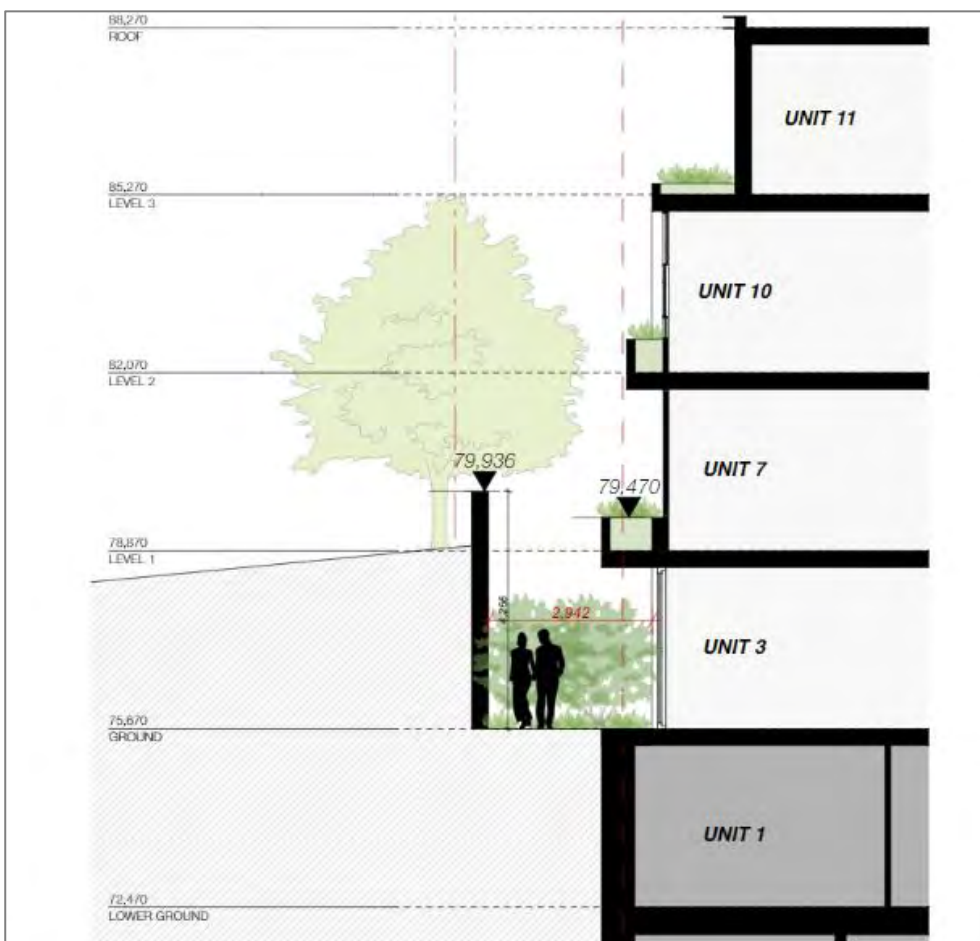 88,270
ROOF
UNIT 11
85,270
LEVEL 3
UNIT 10
82,070
LEVEL 2
79,936
UNIT 7
79,470
78,870
LEVEL 1
4,266
2,942
UNIT 3
75,670
GROUND
UNIT 1
72,470
LOWER GROUND